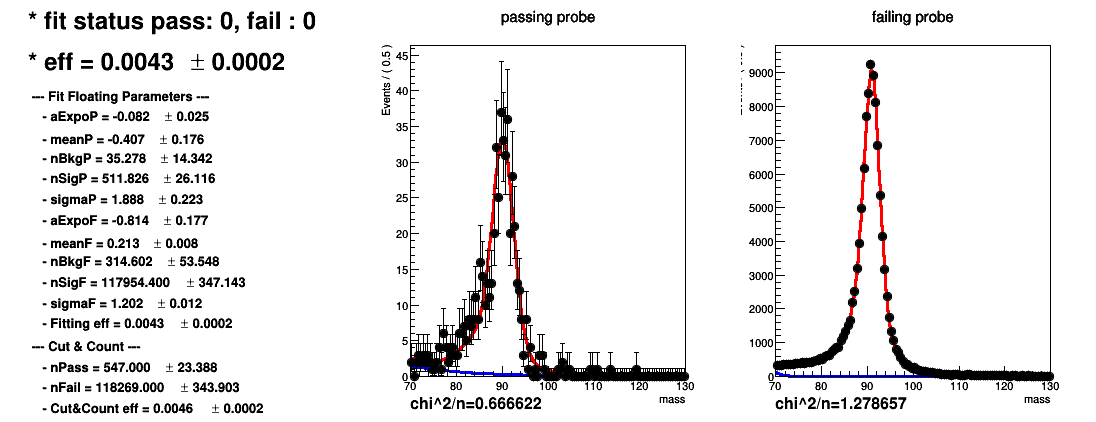 * fit status pass: 0, fail : 0
* eff = 0.0043 ± 0.0002
--- Fit Floating Parameters ---
- aExpoP = -0.082 ± 0.025
- meanP = -0.407 ± 0.176
- nBkgP = 35.278 ± 14.342
- nSigP = 511.826 ± 26.116
- sigmaP = 1.888 ± 0.223
- aExpoF = -0.814 ± 0.177
- meanF = 0.213 ± 0.008
- nBkgF = 314.602 ± 53.548
- nSigF = 117954.400 ± 347.143
- sigmaF = 1.202 ± 0.012
- Fitting eff = 0.0043 ± 0.0002
--- Cut & Count ---
- nPass = 547.000 ± 23.388
- nFail = 118269.000 ± 343.903
- Cut&Count eff = 0.0046 ± 0.0002
passing probe
Events / ( 0.5 )
45
40
35
30
25
20
15
10
5
0
70 80 90 100 110 120 130
mass
chi^2/n=0.666622
failing probe
9000
8000
7000
6000
5000
4000
3000
2000
1000
0
70 80 90 100 110 120 130
mass
chi^2/n=1.278657